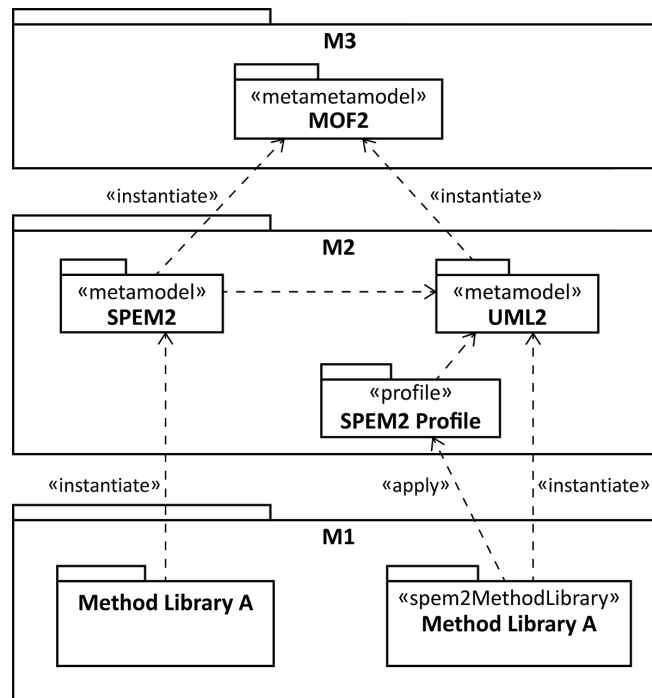 M3
«metametamodel»
MOF2
«instantiate» «instantiate»
M2
«metamodel» «metamodel»
SPEM2 UML2
«profile»
SPEM2 Profile
«instantiate» «apply» «instantiate»
M1
Method Library A «spem2MethodLibrary»
Method Library A